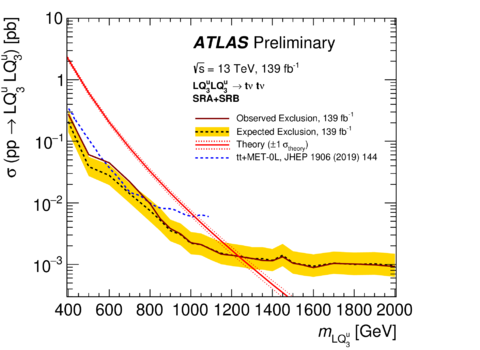 σ (pp → LQ₃ᵘ LQ₃ᵘ) [pb]
10
1
10⁻¹
10⁻²
10⁻³
ATLAS Preliminary
√s = 13 TeV, 139 fb⁻¹
LQ₃ᵘLQ₃ᵘ → tν tν
SRA+SRB
Observed Exclusion, 139 fb⁻¹
Expected Exclusion, 139 fb⁻¹
Theory (±1 σtheory)
tt+MET-0L, JHEP 1906 (2019) 144
400 600 800 1000 1200 1400 1600 1800 2000
m_LQ₃ᵘ [GeV]